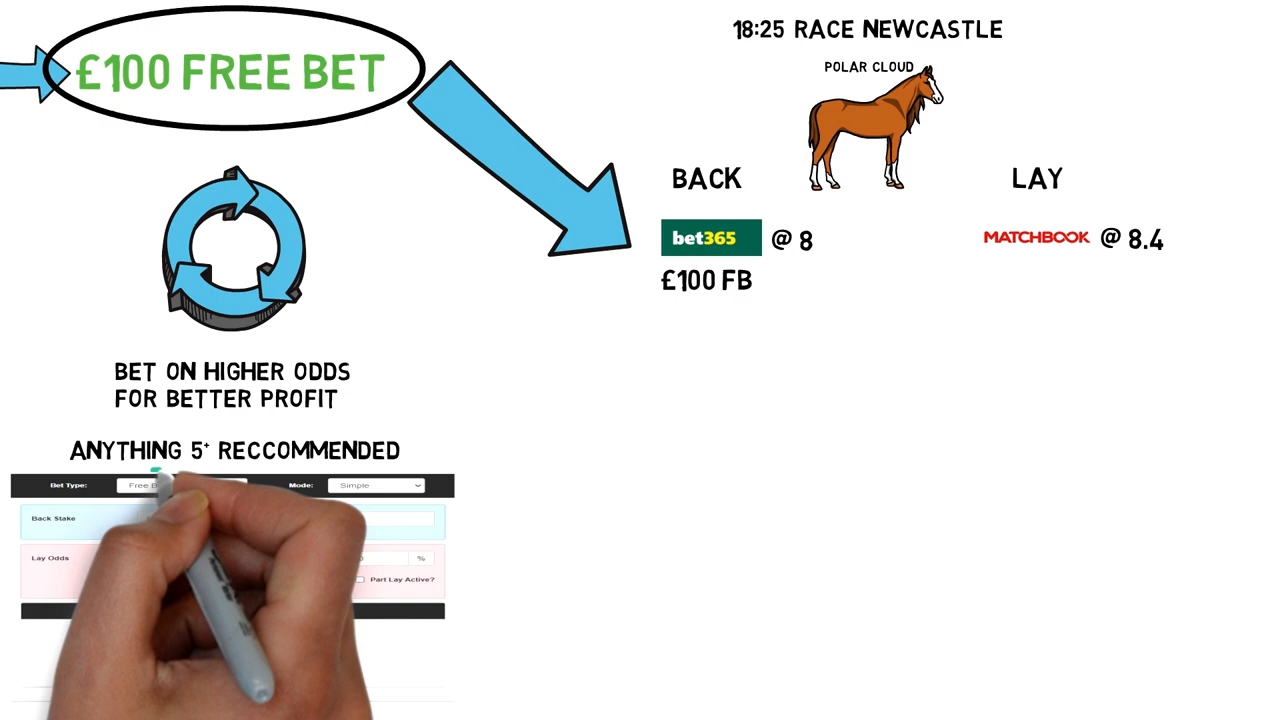 £100 FREE BET
18:25 RACE NEWCASTLE
POLAR CLOUD
BACK
LAY
bet365 @ 8
MATCHBOOK @ 8.4
£100 FB
BET ON HIGHER ODDS
FOR BETTER PROFIT
ANYTHING 5+ RECCOMMENDED
Bet Type: Free Mode: Simple
Back Stake
Lay Odds %
Part Lay Active?